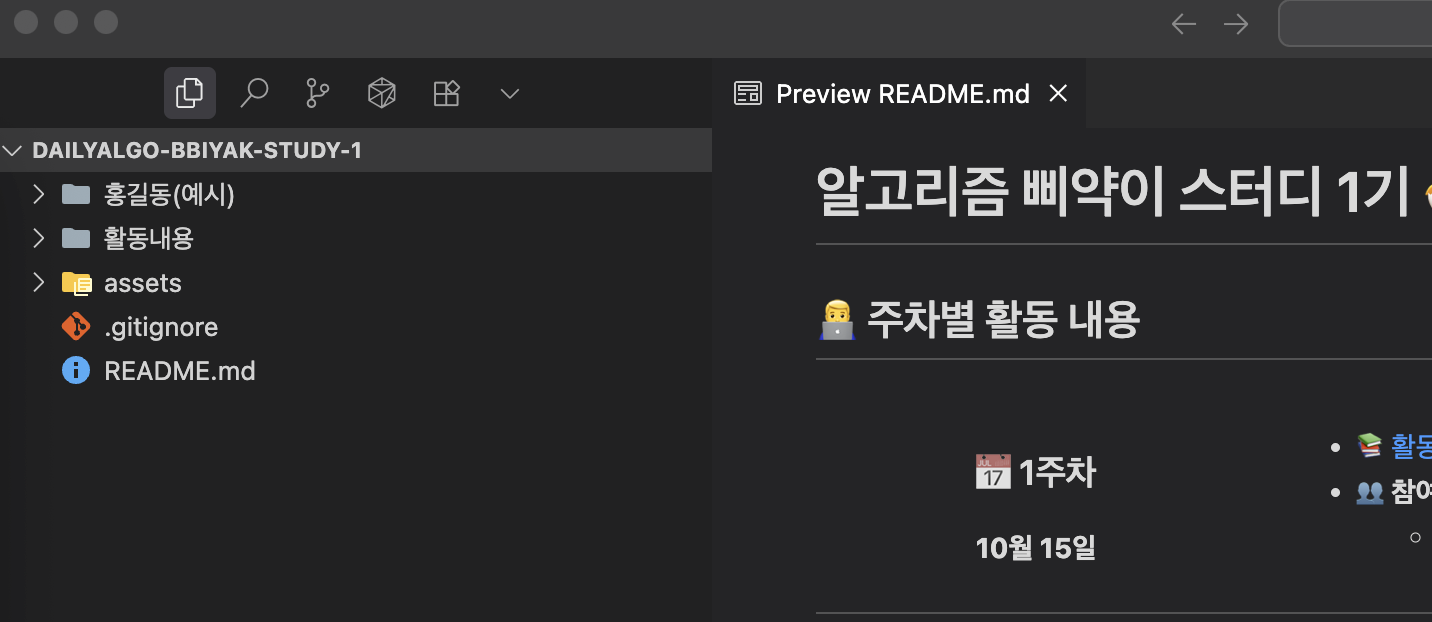 Preview README.md
DAILYALGO-BBIYAK-STUDY-1
홍길동(예시)
활동내용
assets
.gitignore
README.md
알고리즘 삐약이 스터디 1기
주차별 활동 내용
JUL 17 1주차
10월 15일
활동
참여